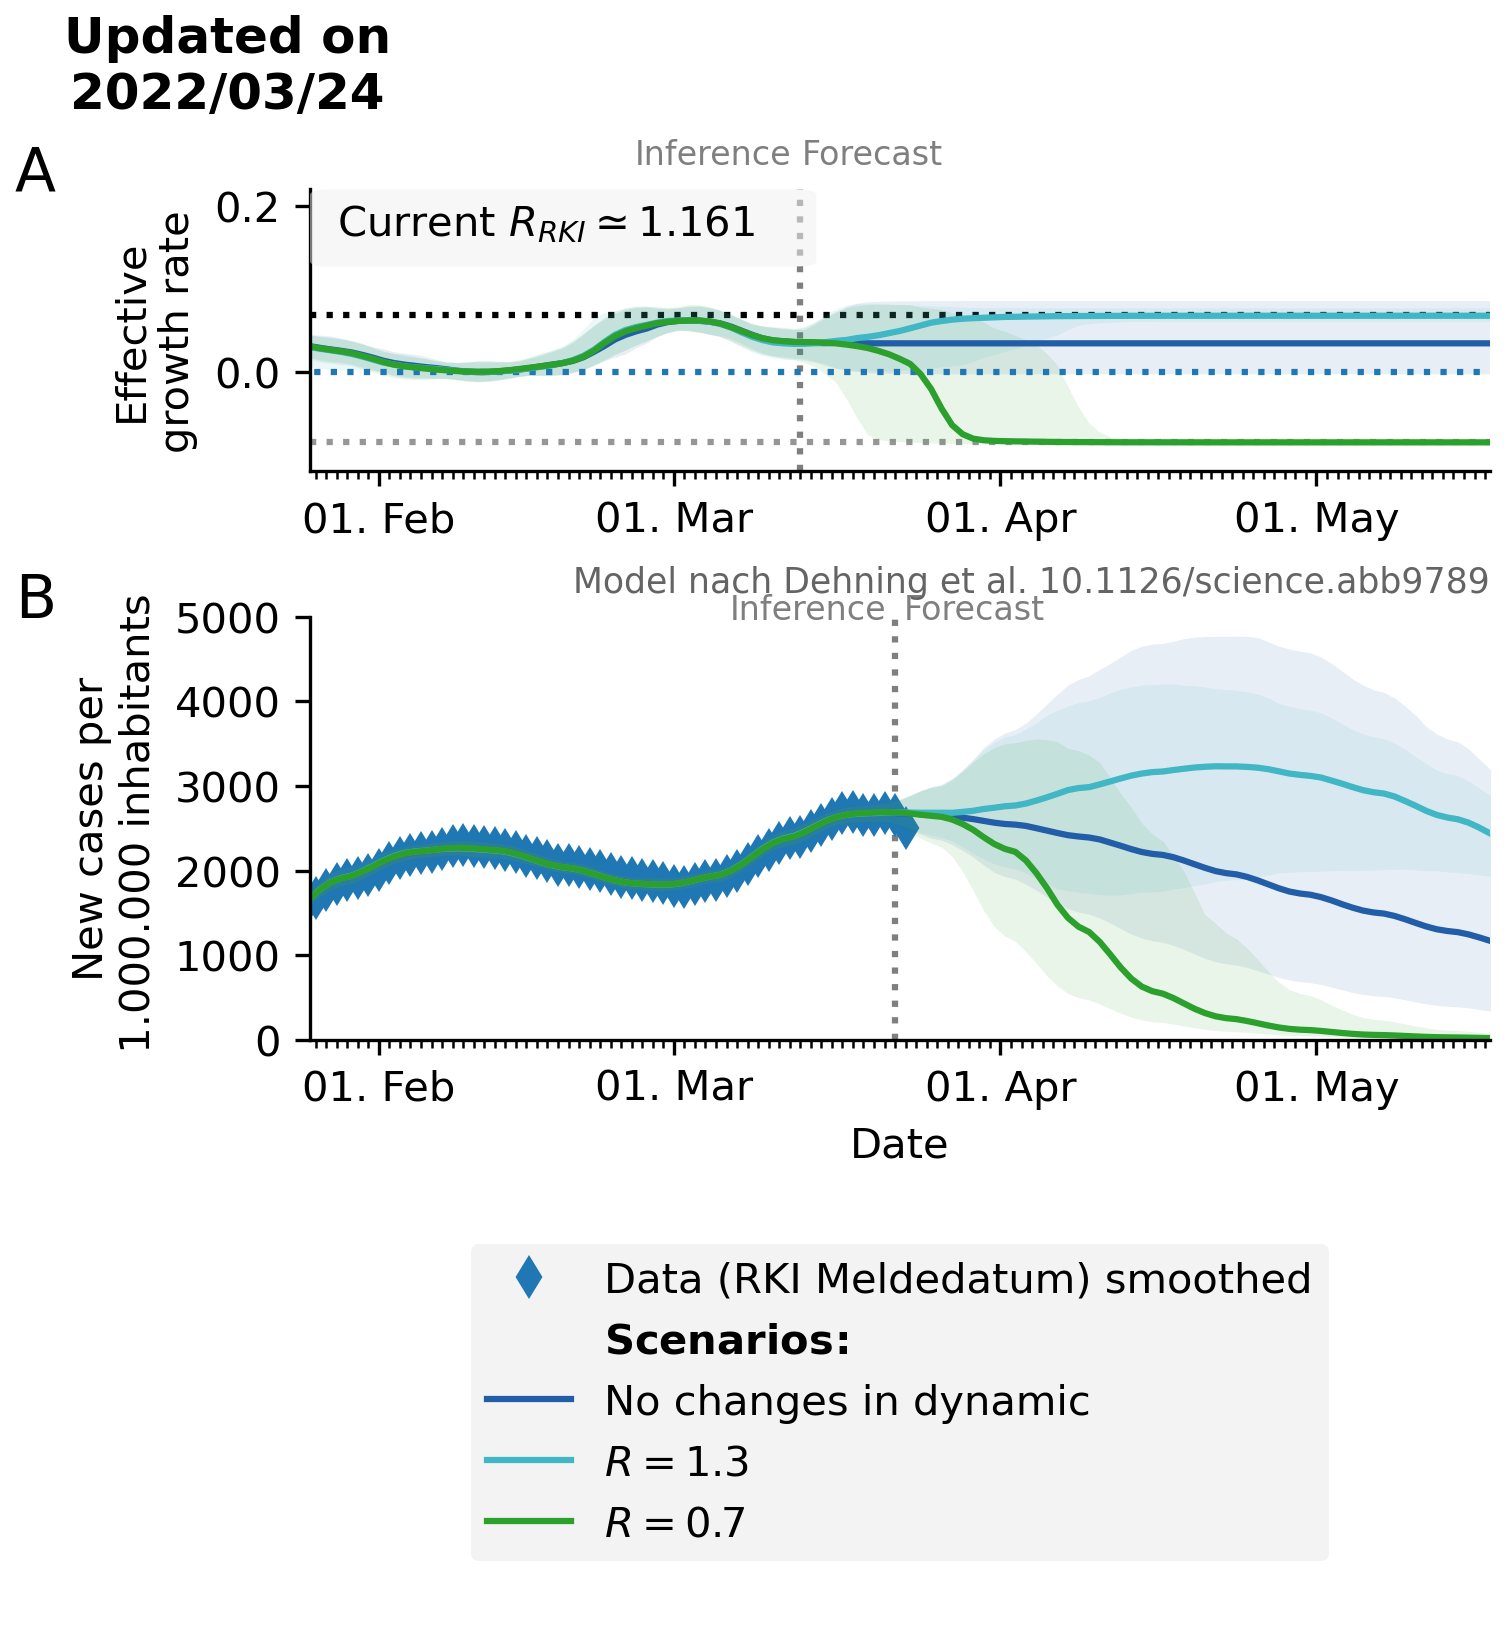 Updated on
2022/03/24
A
Inference Forecast
Current R_RKI ≃ 1.161
Effective
growth rate
0.2
0.0
01. Feb 01. Mar 01. Apr 01. May
B
Model nach Dehning et al. 10.1126/science.abb9789
Inference Forecast
New cases per
1.000.000 inhabitants
5000
4000
3000
2000
1000
0
01. Feb 01. Mar 01. Apr 01. May
Date
Data (RKI Meldedatum) smoothed
Scenarios:
No changes in dynamic
R = 1.3
R = 0.7